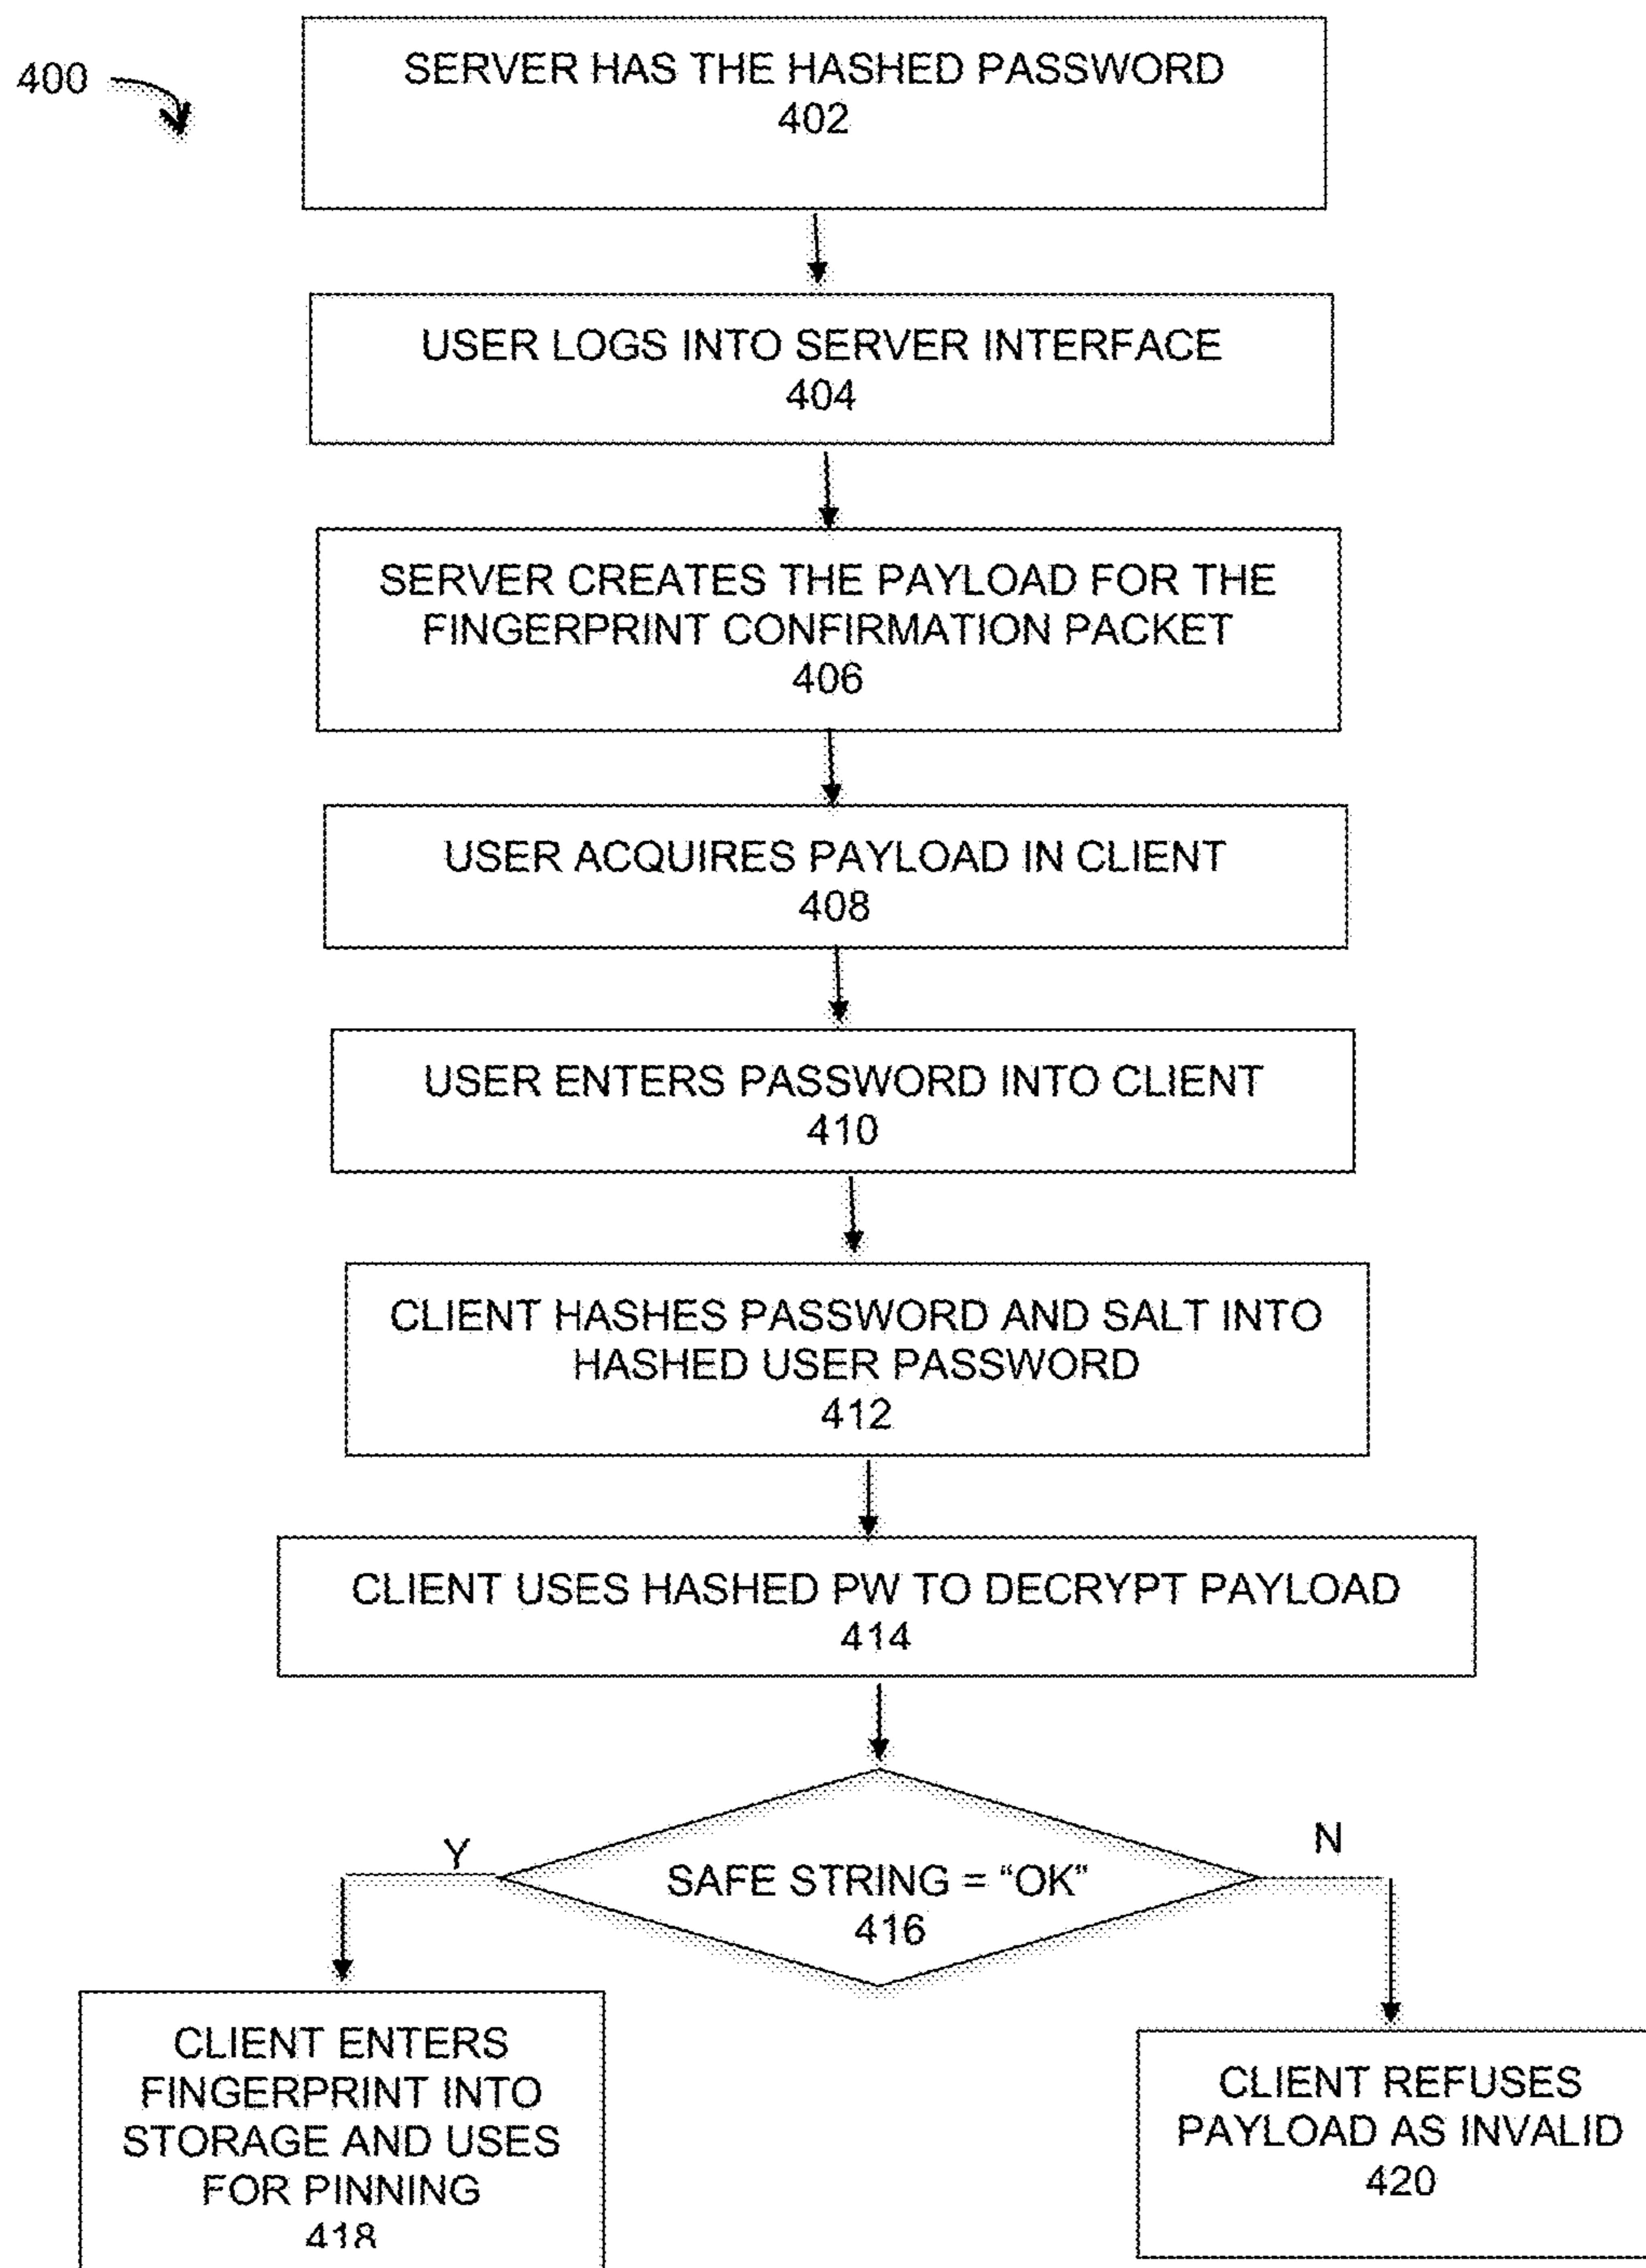 400
SERVER HAS THE HASHED PASSWORD
402
USER LOGS INTO SERVER INTERFACE
404
SERVER CREATES THE PAYLOAD FOR THE
FINGERPRINT CONFIRMATION PACKET
406
USER ACQUIRES PAYLOAD IN CLIENT
408
USER ENTERS PASSWORD INTO CLIENT
410
CLIENT HASHES PASSWORD AND SALT INTO
HASHED USER PASSWORD
412
CLIENT USES HASHED PW TO DECRYPT PAYLOAD
414
Y
N
SAFE STRING = “OK”
416
CLIENT ENTERS
FINGERPRINT INTO
STORAGE AND USES
FOR PINNING
418
CLIENT REFUSES
PAYLOAD AS INVALID
420